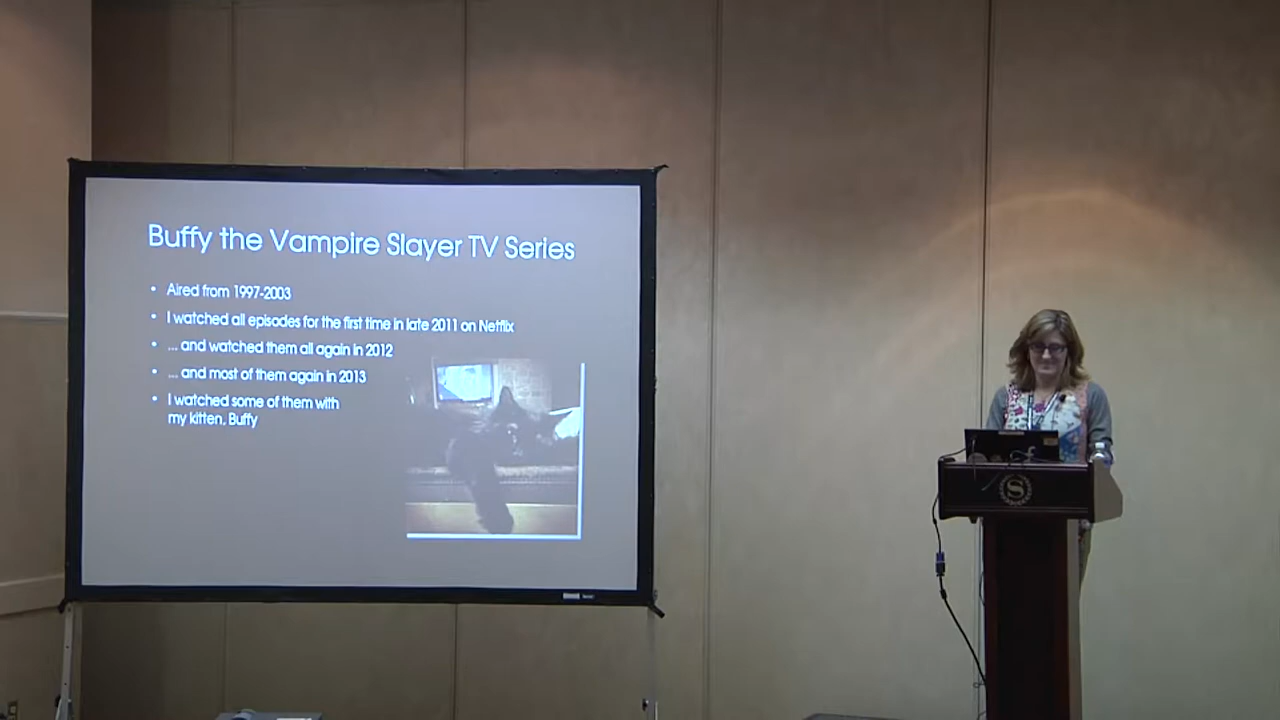 Buffy the Vampire Slayer TV Series
• Aired from 1997-2003
• I watched all episodes for the first time in late 2011 on Netflix
• ... and watched them all again in 2012
• ... and most of them again in 2013
• I watched some of them with
my kitten, Buffy
S